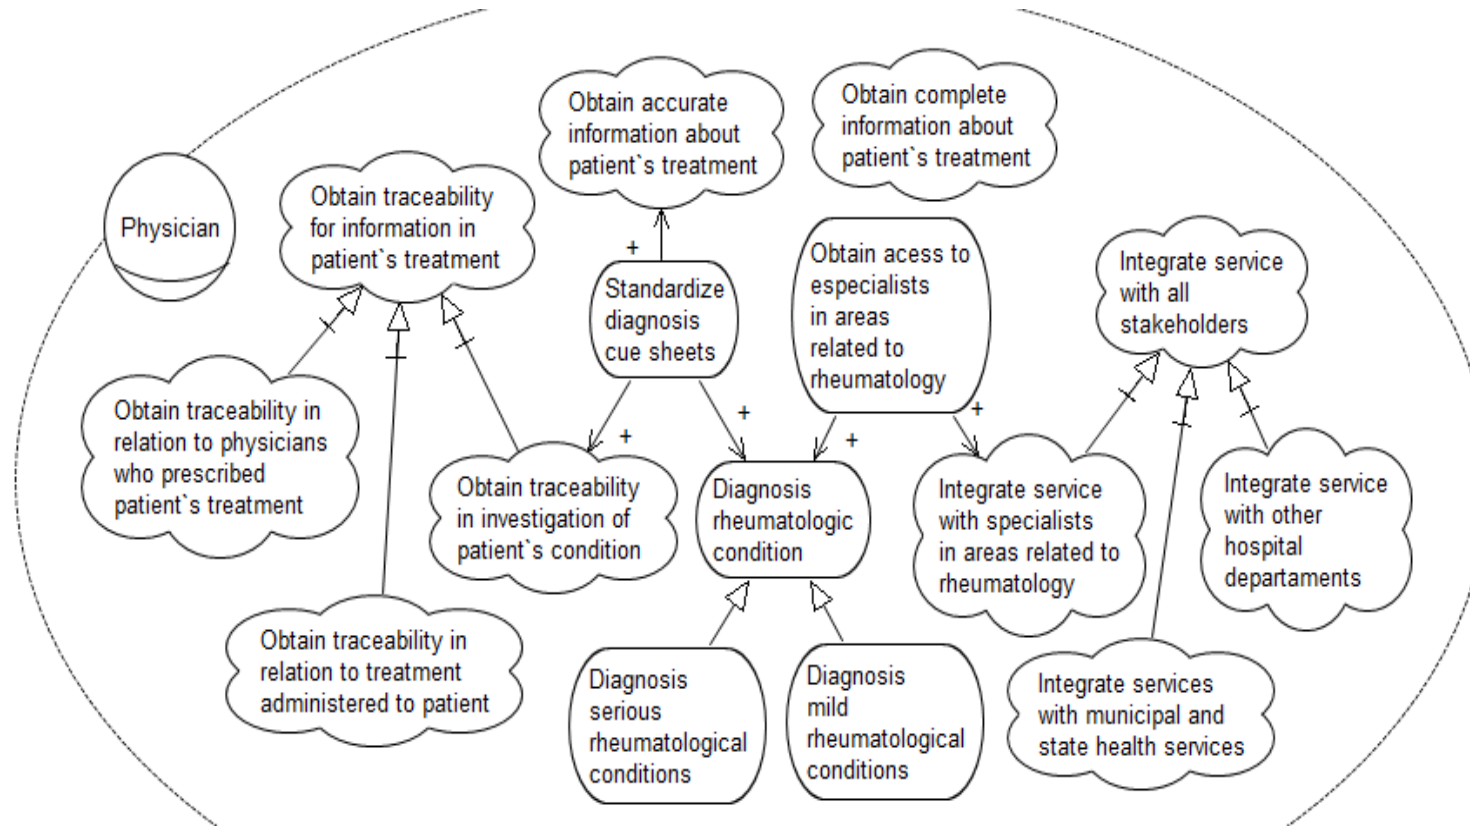 Obtain accurate
information about
patient`s treatment
Obtain complete
information about
patient`s treatment
Physician
Obtain traceability
for information in
patient`s treatment
+
Standardize
diagnosis
cue sheets
Obtain acess to
especialists
in areas
related to
rheumatology
Integrate service
with all
stakeholders
+
+
+
+
Obtain traceability in
relation to physicians
who prescribed
patient`s treatment
Obtain traceability
in investigation of
patient`s condition
Diagnosis
rheumatologic
condition
Integrate service
with specialists
in areas related to
rheumatology
Integrate service
with other
hospital
departaments
Obtain traceability in
relation to treatment
administered to patient
Diagnosis
serious
rheumatological
conditions
Diagnosis
mild
rheumatological
conditions
Integrate services
with municipal and
state health services